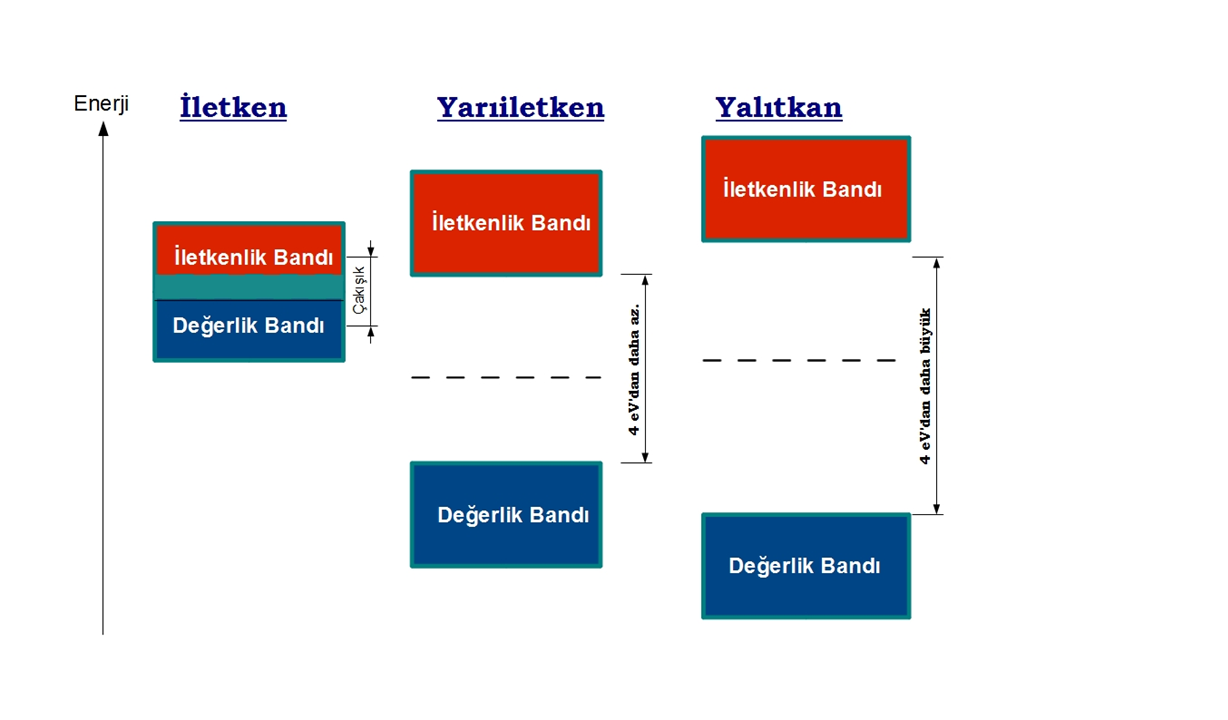 Enerji
İletken
Yarıiletken
Yalıtkan
İletkenlik Bandı
Değerlik Bandı
Çakışık
İletkenlik Bandı
4 eV'dan daha az.
Değerlik Bandı
İletkenlik Bandı
4 eV'dan daha büyük
Değerlik Bandı